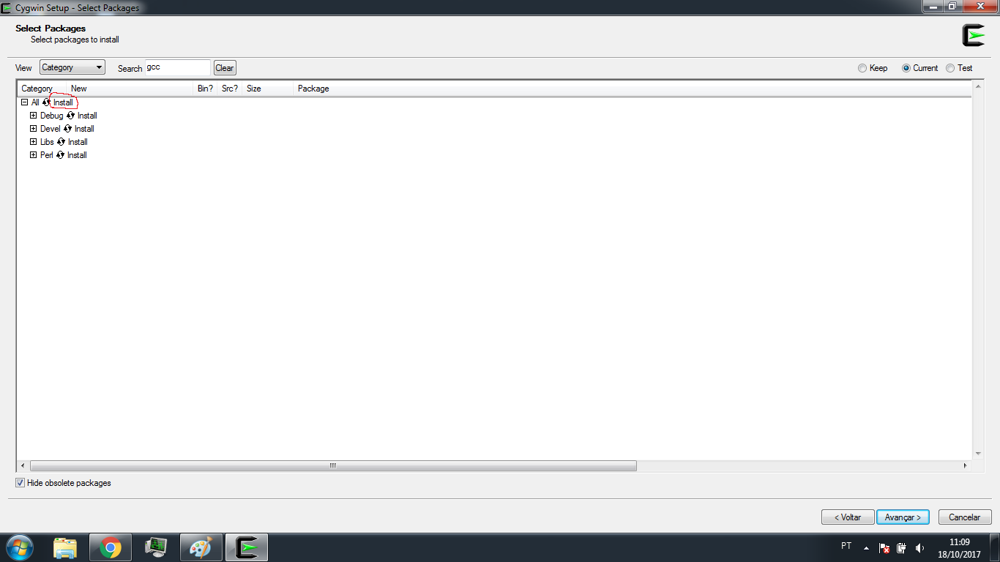 Cygwin Setup - Select Packages
Select Packages
Select packages to install
View Category Search gcc Clear Keep Current Test
Category New Bin? Src? Size Package
All Install
Debug Install
Devel Install
Libs Install
Perl Install
Hide obsolete packages
< Voltar Avançar > Cancelar
PT 11:09
18/10/2017